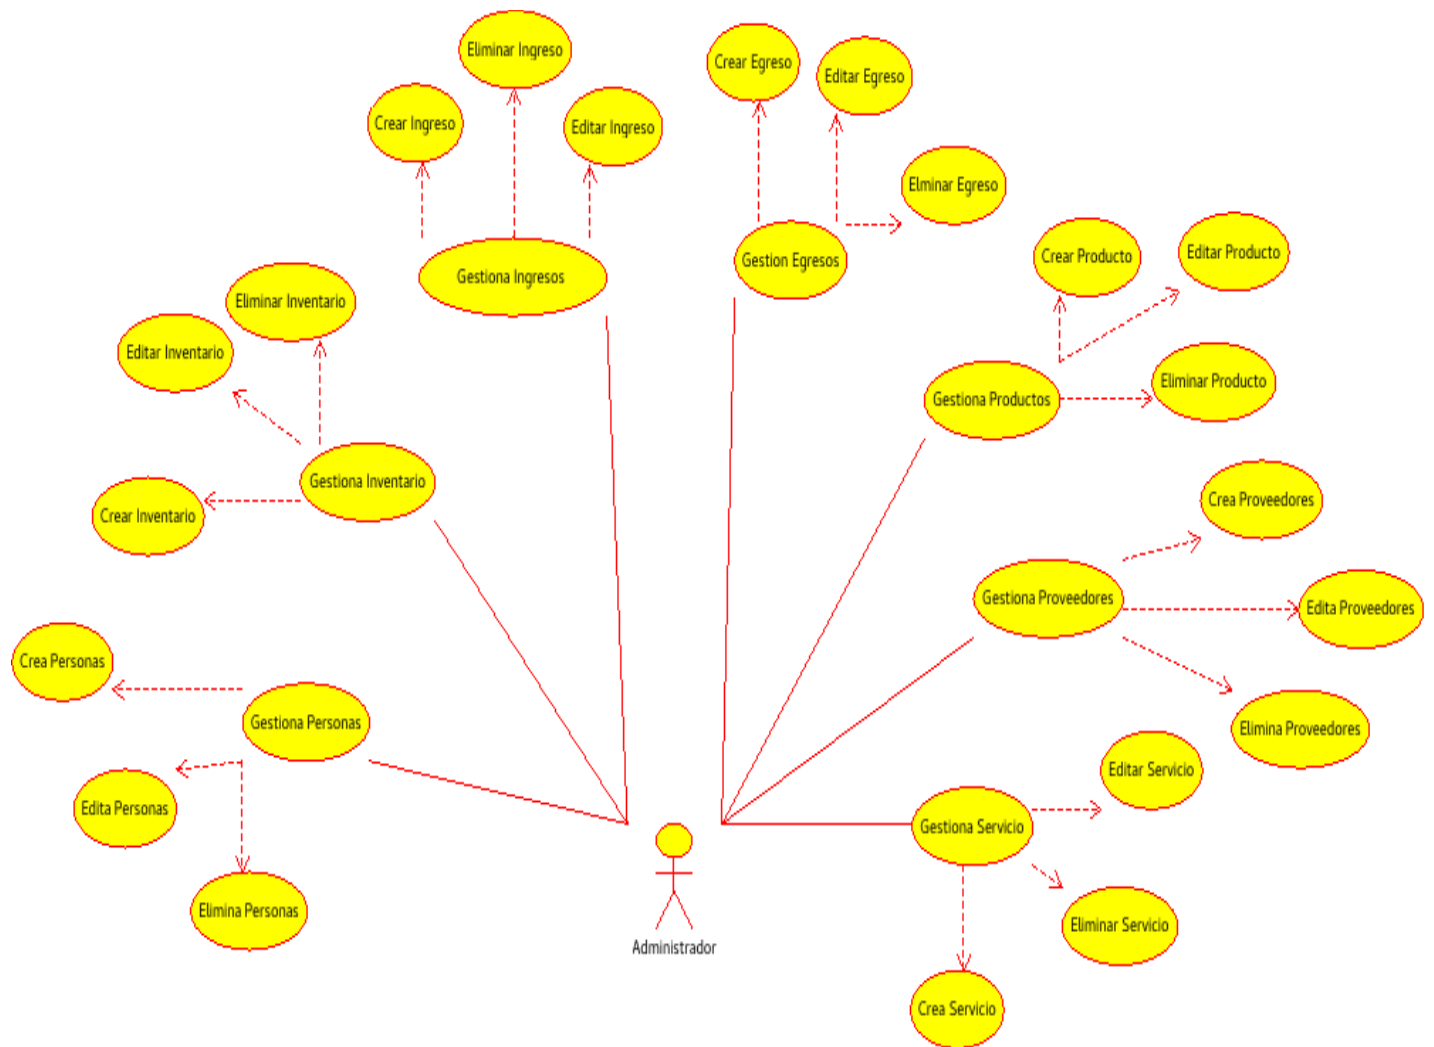 Eliminar Ingreso
Crear Egreso
Editar Egreso
Crear Ingreso
Editar Ingreso
Elminar Egreso
Crear Producto
Editar Producto
Gestiona Ingresos
Gestion Egresos
Eliminar Inventario
Editar Inventario
Eliminar Producto
Gestiona Productos
Gestiona Inventario
Crea Proveedores
Crear Inventario
Gestiona Proveedores
Edita Proveedores
Crea Personas
Gestiona Personas
Elimina Proveedores
Editar Servicio
Edita Personas
Gestiona Servicio
Elimina Personas
Eliminar Servicio
Administrador
Crea Servicio